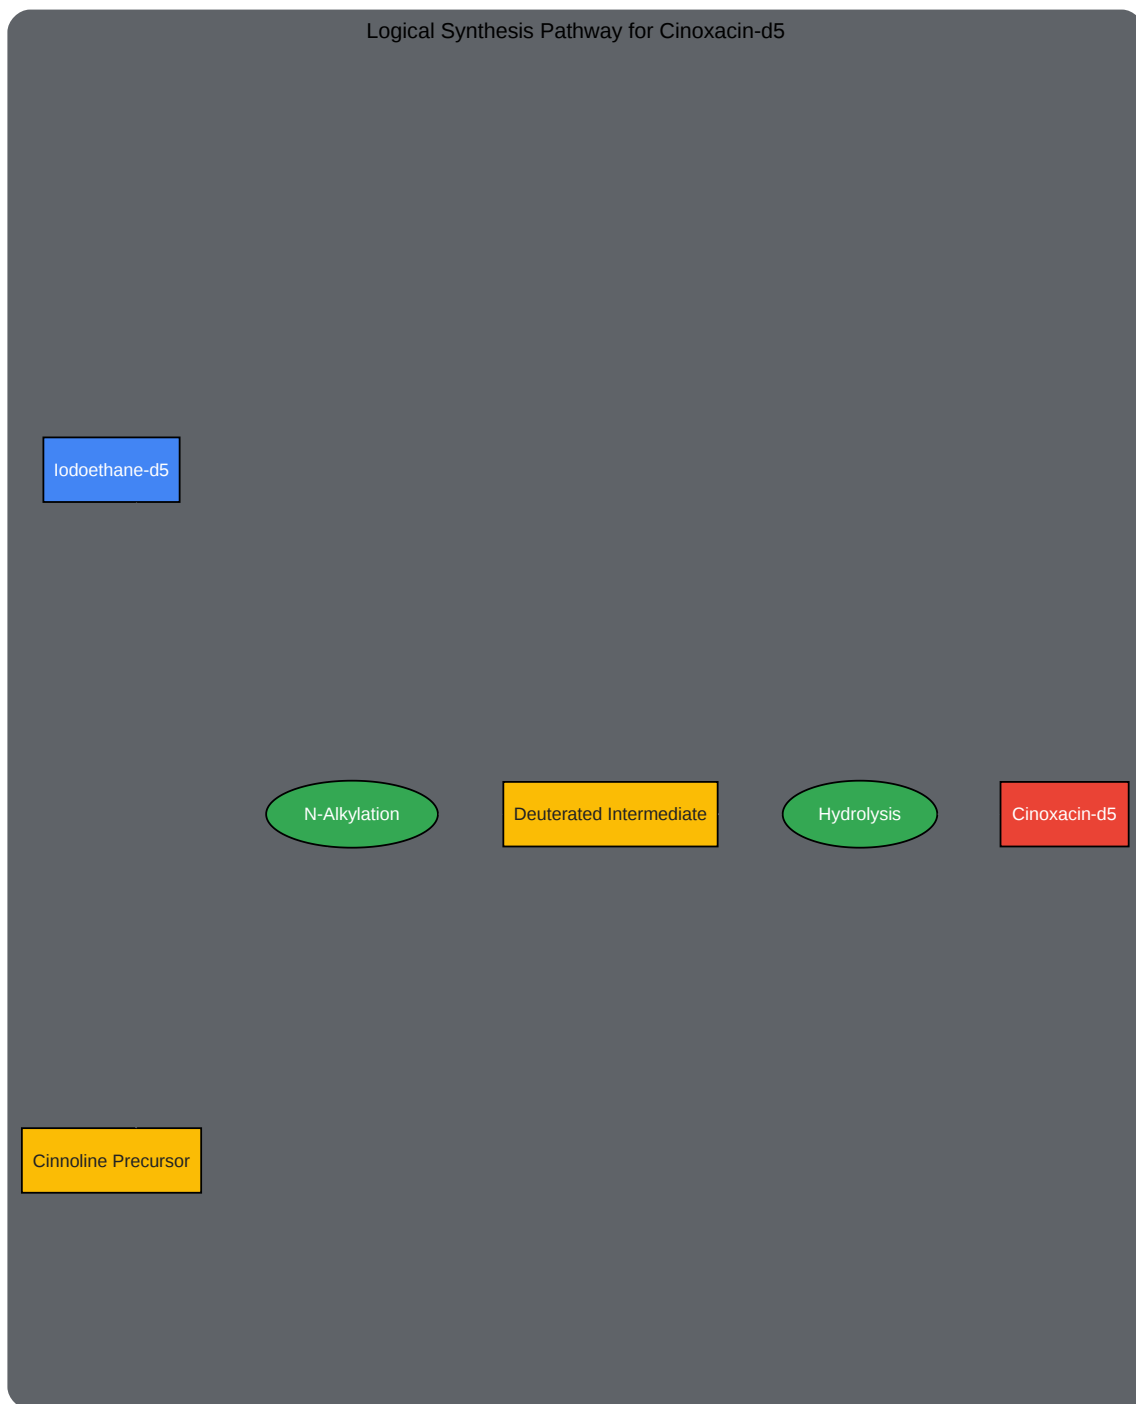 Logical Synthesis Pathway for Cinoxacin-d5
Iodoethane-d5
N-Alkylation
Deuterated Intermediate
Hydrolysis
Cinoxacin-d5
Cinnoline Precursor